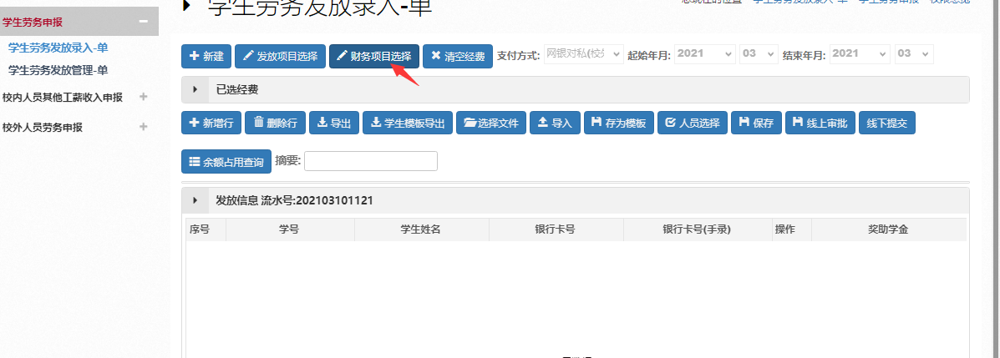 学生劳务发放录入-单
学生劳务申报
学生劳务发放录入-单
学生劳务发放管理-单
校内人员其他工薪收入申报
校外人员劳务申报
新建 发放项目选择 财务项目选择 清空经费 支付方式: 网银对私(校 起始年月: 2021 03 结束年月: 2021 03
已选经费
新增行 删除行 导出 学生模板导出 选择文件 导入 存为模板 人员选择 保存 线上审批 线下提交
余额占用查询 摘要:
发放信息 流水号:202103101121
序号 学号 学生姓名 银行卡号 银行卡号(手录) 操作 奖助学金